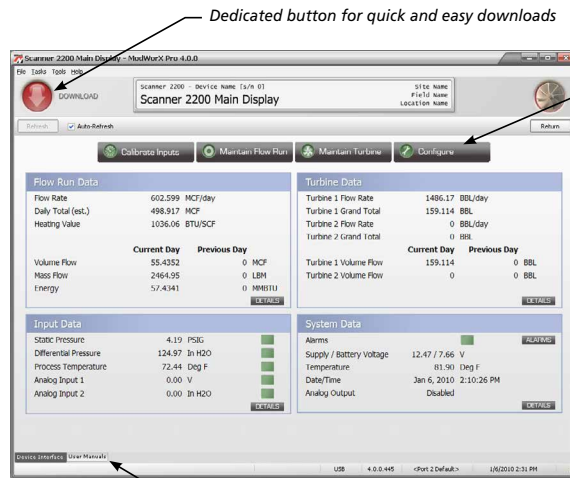 Dedicated button for quick and easy downloads
Scanner 2200 Main Display - ModWorX Pro 4.0.0
File Tasks Tools Help
DOWNLOAD
Scanner 2200 - Device Name [s/n 0]
Scanner 2200 Main Display
Site Name
Field Name
Location Name
Refresh Auto-Refresh Return
Calibrate Inputs Maintain Flow Run Maintain Turbine Configure
Flow Run Data
Flow Rate 602.599 MCF/day
Daily Total (est.) 498.917 MCF
Heating Value 1036.06 BTU/SCF
Current Day Previous Day
Volume Flow 55.4352 0 MCF
Mass Flow 2464.95 0 LBM
Energy 57.4341 0 MMBTU
DETAILS
Turbine Data
Turbine 1 Flow Rate 1486.17 BBL/day
Turbine 1 Grand Total 159.114 BBL
Turbine 2 Flow Rate 0 BBL/day
Turbine 2 Grand Total 0 BBL
Current Day Previous Day
Turbine 1 Volume Flow 159.114 0 BBL
Turbine 2 Volume Flow 0 0 BBL
DETAILS
Input Data
Static Pressure 4.19 PSIG
Differential Pressure 124.97 In H2O
Process Temperature 72.44 Deg F
Analog Input 1 0.00 V
Analog Input 2 0.00 In H2O
DETAILS
System Data
Alarms ALARMS
Supply / Battery Voltage 12.47 / 7.66 V
Temperature 81.90 Deg F
Date/Time Jan 6, 2010 2:10:26 PM
Analog Output Disabled
DETAILS
Device Interface User Manuals
USB 4.0.0.445 <Port 2 Default> 1/6/2010 2:31 PM